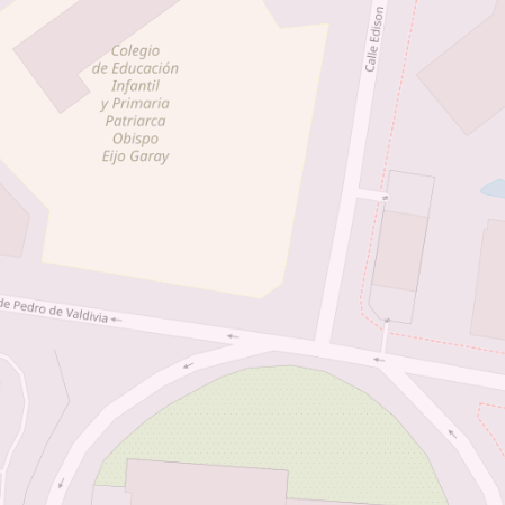 Colegio
de Educación
Infantil
y Primaria
Patriarca
Obispo
Eijo Garay
Calle Edison
de Pedro de Valdivia